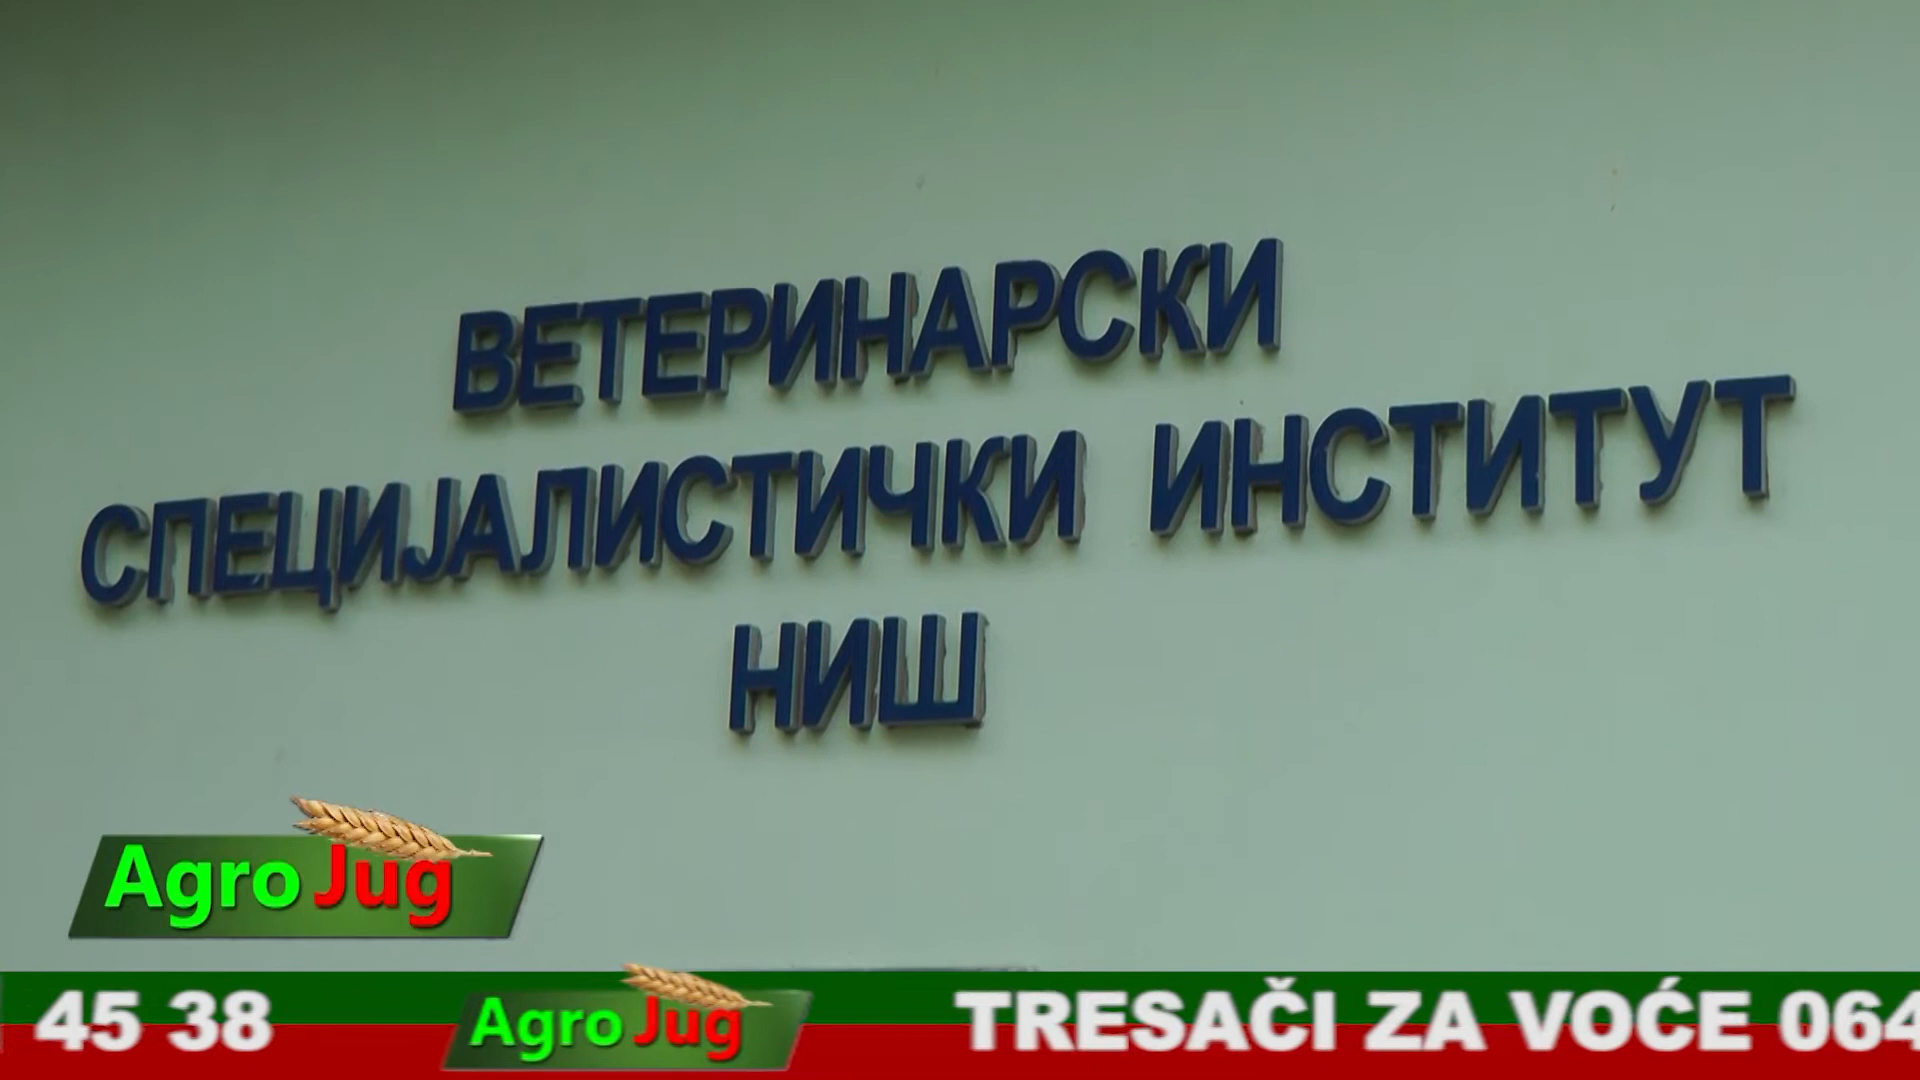 ВЕТЕРИНАРСКИ
СПЕЦИЈАЛИСТИЧКИ ИНСТИТУТ
НИШ
Agro Jug
45 38 Agro Jug TRESAČI ZA VOĆE 064